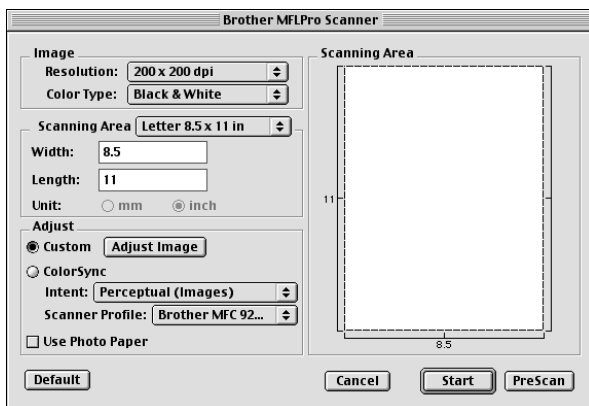 Brother MFLPro Scanner
Image
Resolution: 200 x 200 dpi
Color Type: Black & White
Scanning Area Letter 8.5 x 11 in
Width: 8.5
Length: 11
Unit: mm inch
Adjust
Custom Adjust Image
ColorSync
Intent: Perceptual (Images)
Scanner Profile: Brother MFC 92...
Use Photo Paper
Scanning Area
11
8.5
Default Cancel Start PreScan